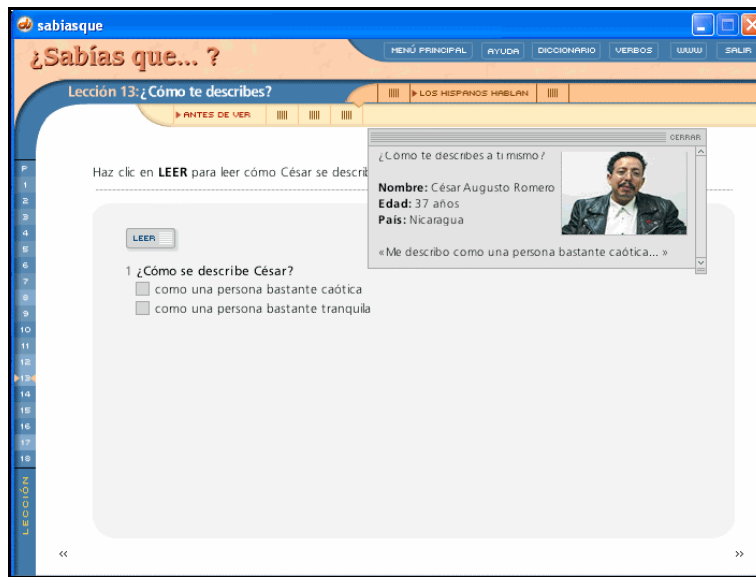 sabiasque
¿Sabías que... ?
MENÚ PRINCIPAL AYUDA DICCIONARIO VERBOS WWW SALIR
Lección 13: ¿Cómo te describes?
LOS HISPANOS HABLAN
ANTES DE VER
CERRAR
¿Cómo te describes a ti mismo?
Nombre: César Augusto Romero
Edad: 37 años
País: Nicaragua
«Me describo como una persona bastante caótica... »
Haz clic en LEER para leer cómo César se describ
LEER
1 ¿Cómo se describe César?
como una persona bastante caótica
como una persona bastante tranquila
P
1
2
3
4
5
6
7
8
9
10
11
12
13
14
15
16
17
18
LECCIÓN
‹‹ ››